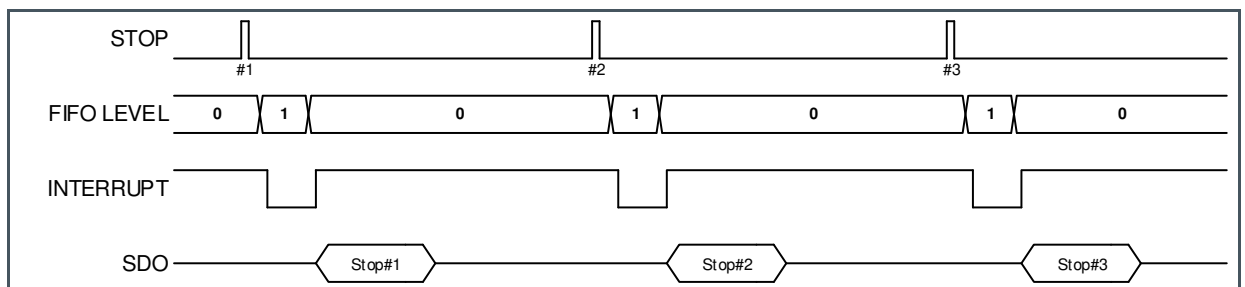 STOP
#1 #2 #3
FIFO LEVEL 0 1 0 1 0 1 0
INTERRUPT
SDO Stop#1 Stop#2 Stop#3